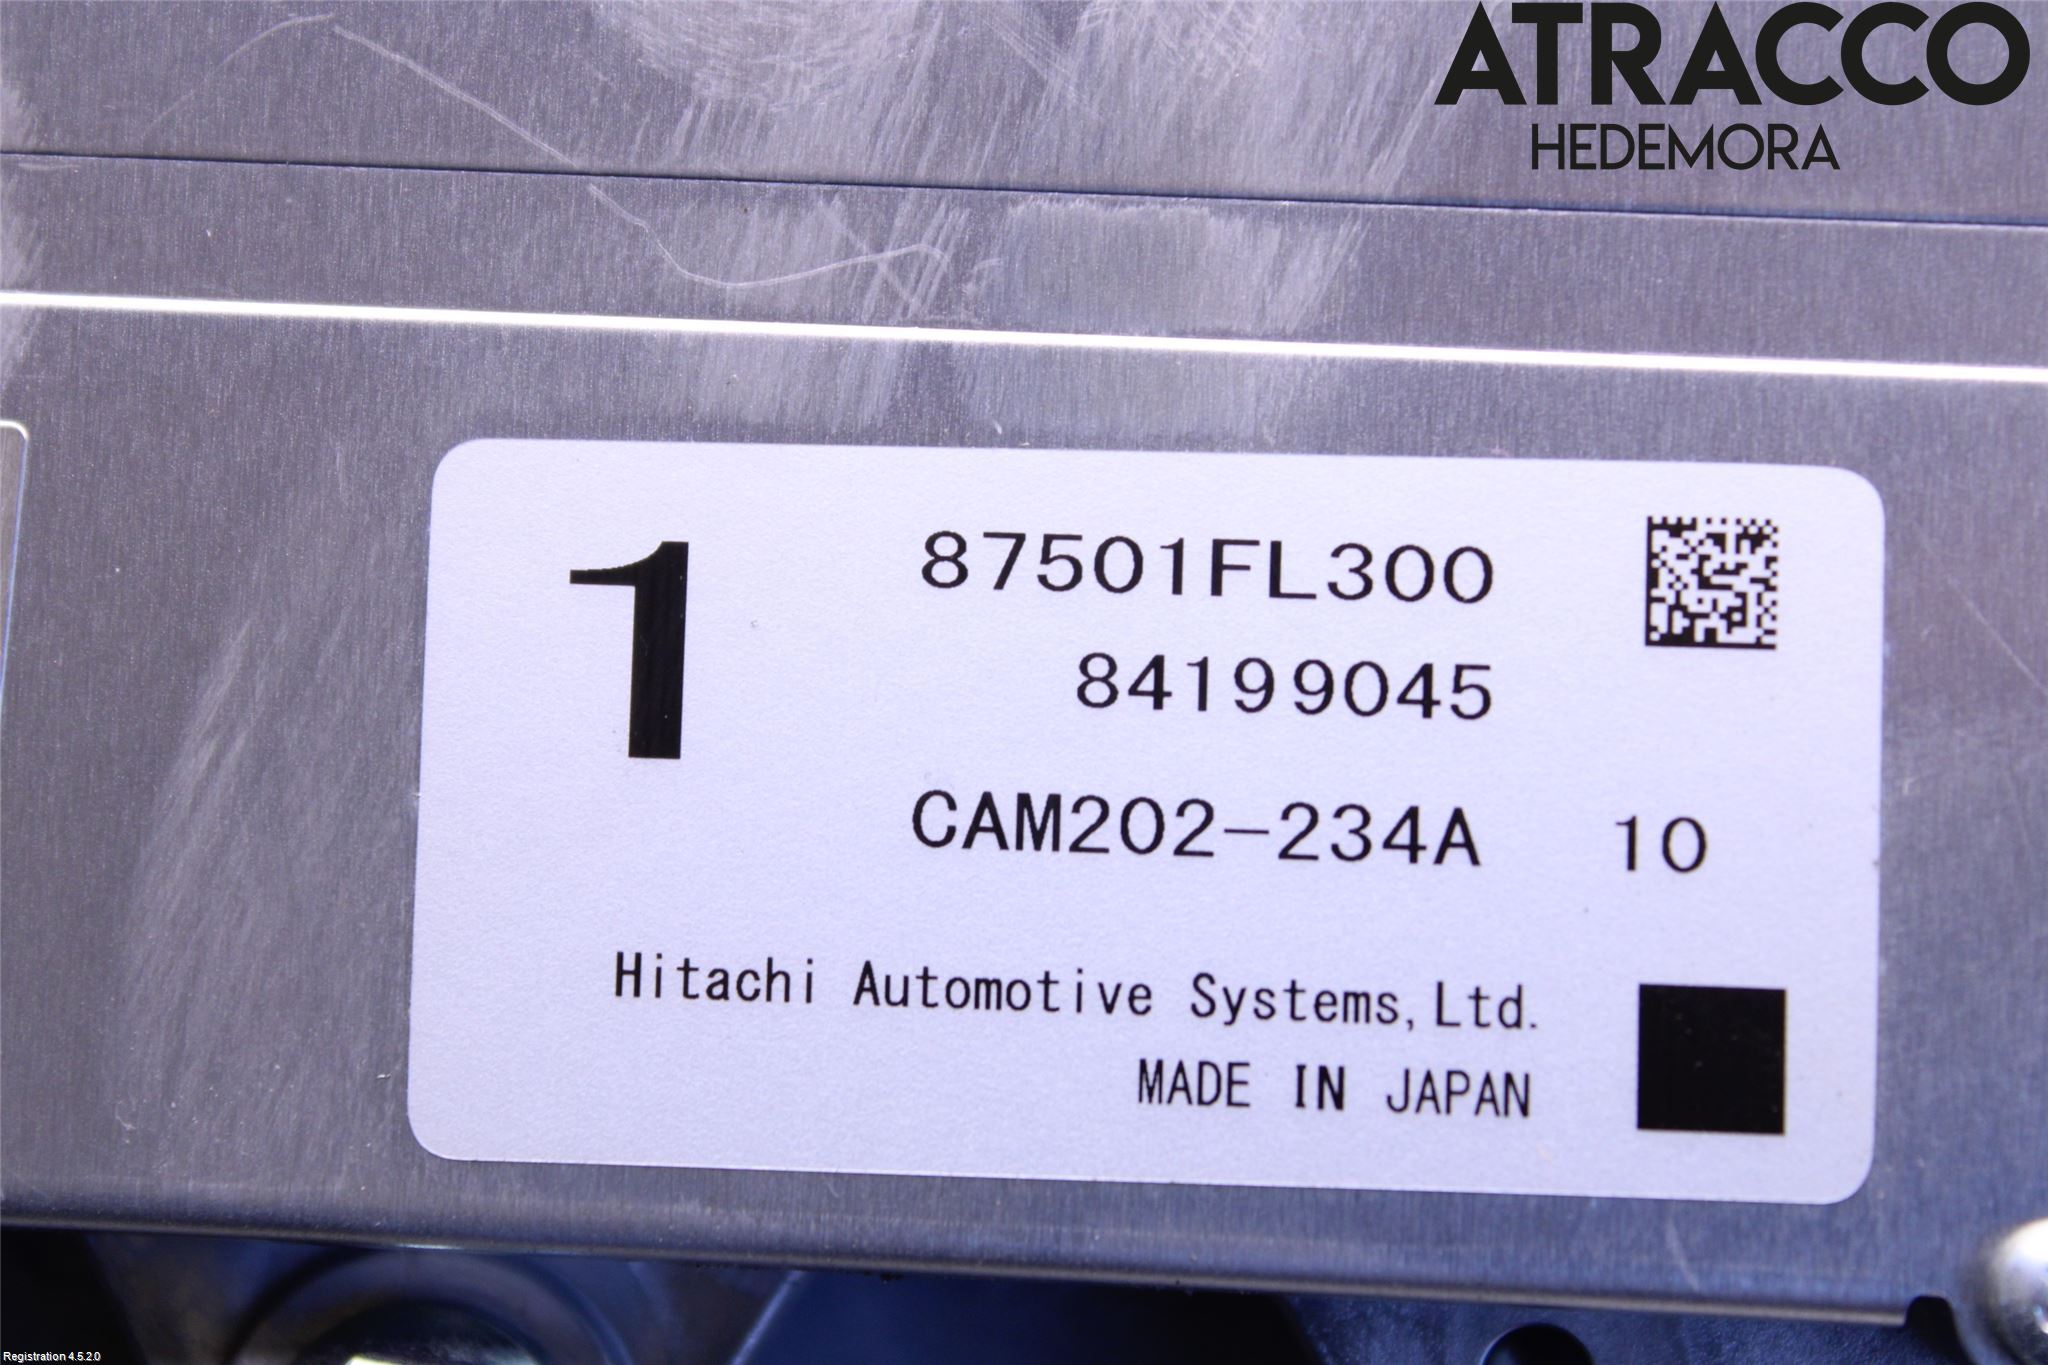 ATRACCO
HEDEMORA
1
87501FL300
84199045
CAM202-234A 10
Hitachi Automotive Systems,Ltd.
MADE IN JAPAN
Registration 4.5.2.0